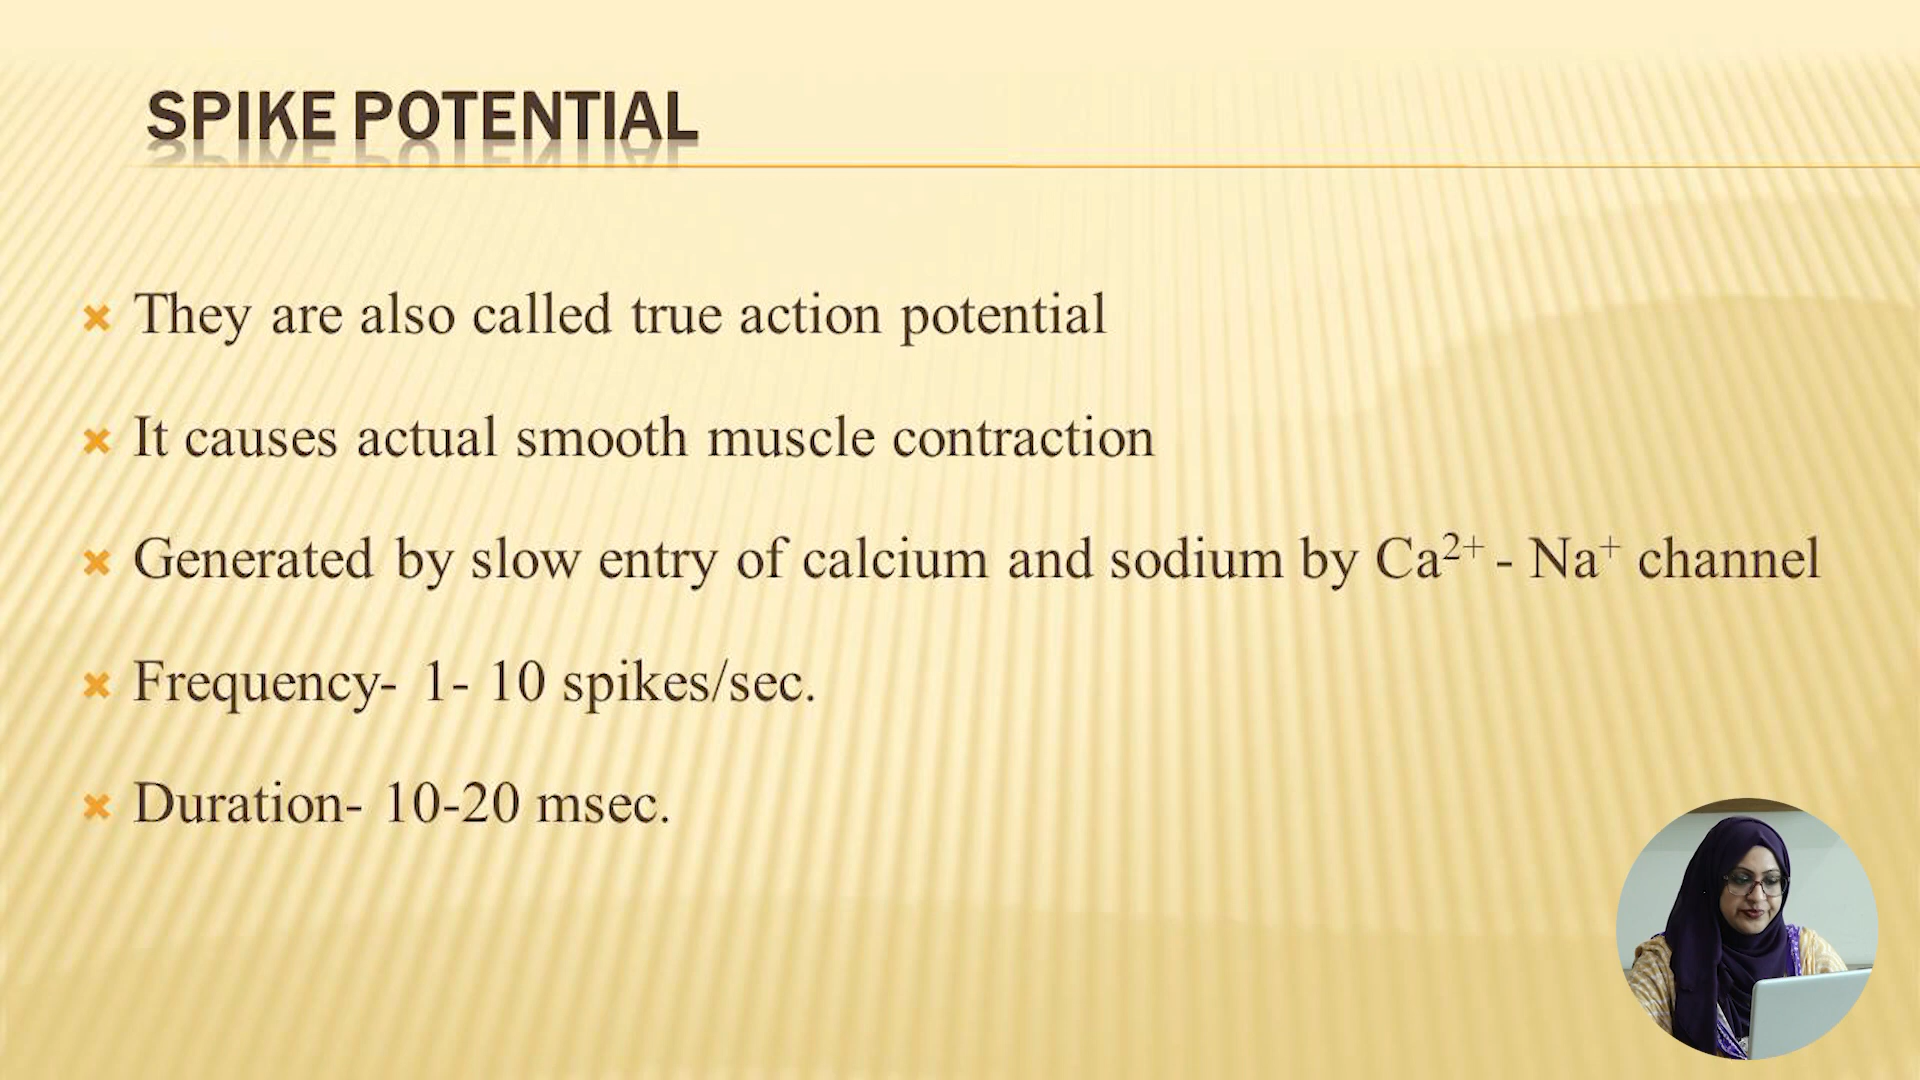 SPIKE POTENTIAL
They are also called true action potential
It causes actual smooth muscle contraction
Generated by slow entry of calcium and sodium by Ca²⁺ - Na⁺ channel
Frequency- 1- 10 spikes/sec.
Duration- 10-20 msec.